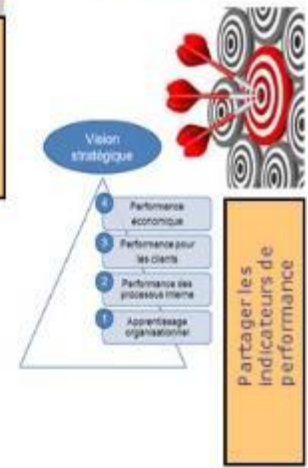 Vision
stratégique
4
Performance
économique
3
Performance pour
les clients
2
Performance des
processus interne
1
Apprentissage
organisationnel
Partager les
indicateurs de
performance